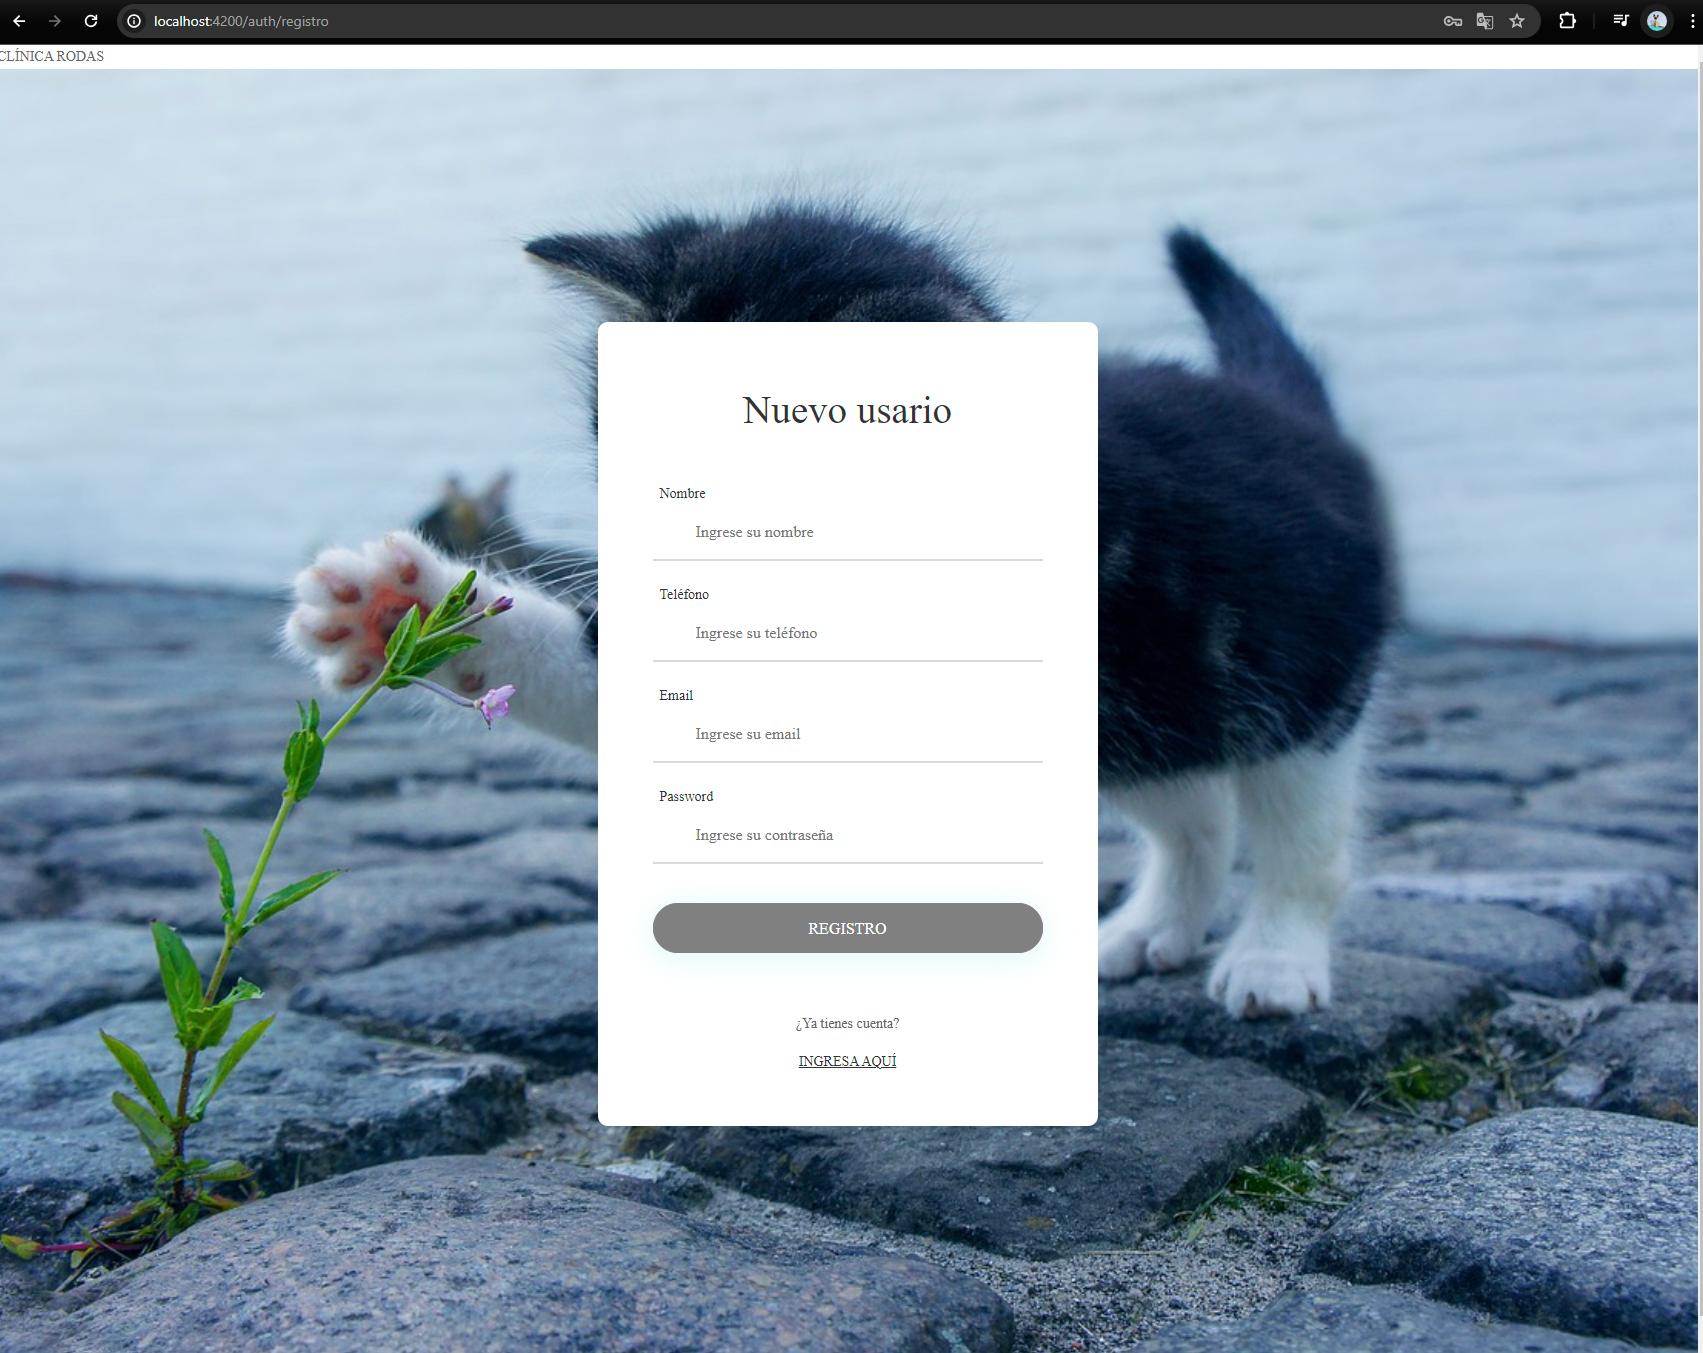 localhost:4200/auth/registro
CLÍNICA RODAS
Nuevo usario
Nombre
Ingrese su nombre
Teléfono
Ingrese su teléfono
Email
Ingrese su email
Password
Ingrese su contraseña
REGISTRO
¿Ya tienes cuenta?
INGRESA AQUÍ